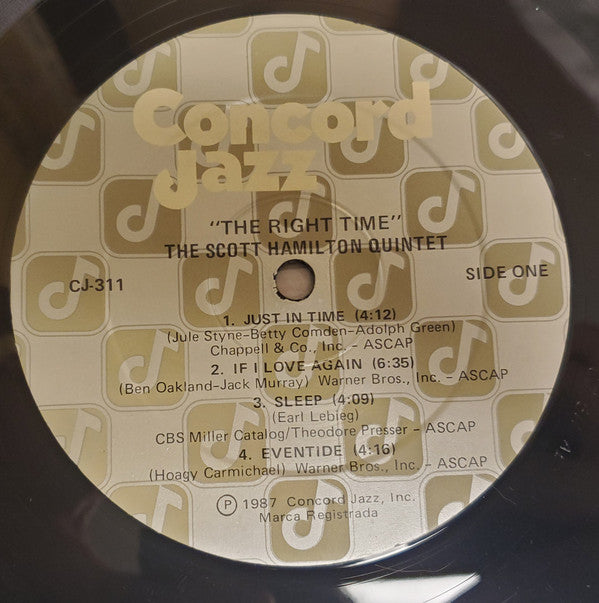 Concord
Jazz
"THE RIGHT TIME"
THE SCOTT HAMILTON QUINTET
CJ-311
SIDE ONE
1. JUST IN TIME (4:12)
(Jule Styne-Betty Comden-Adolph Green)
Chappell & Co., Inc. - ASCAP
2. IF I LOVE AGAIN (6:35)
(Ben Oakland-Jack Murray) Warner Bros., Inc. - ASCAP
3. SLEEP (4:09)
(Earl Lebieg)
CBS Miller Catalog/Theodore Presser - ASCAP
4. EVENTIDE (4:16)
(Hoagy Carmichael) Warner Bros., Inc. - ASCAP
℗ 1987 Concord Jazz, Inc.
Marca Registrada